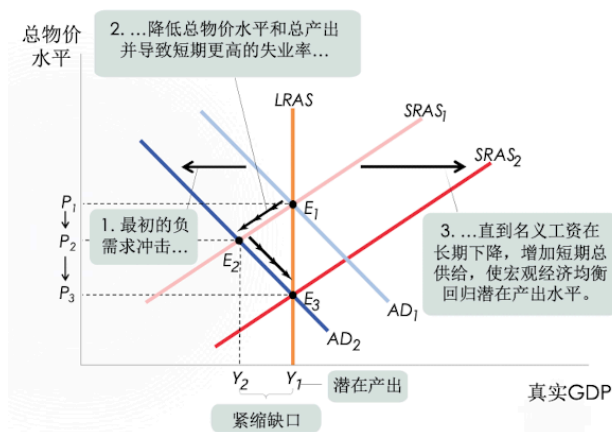 总物价
水平
2. …降低总物价水平和总产出
并导致短期更高的失业率…
LRAS
SRAS1
SRAS2
P1
P2
P3
1. 最初的负
需求冲击…
E1
E2
E3
3. …直到名义工资在
长期下降，增加短期总
供给，使宏观经济均衡
回归潜在产出水平。
AD1
AD2
Y2
Y1
潜在产出
真实GDP
紧缩缺口